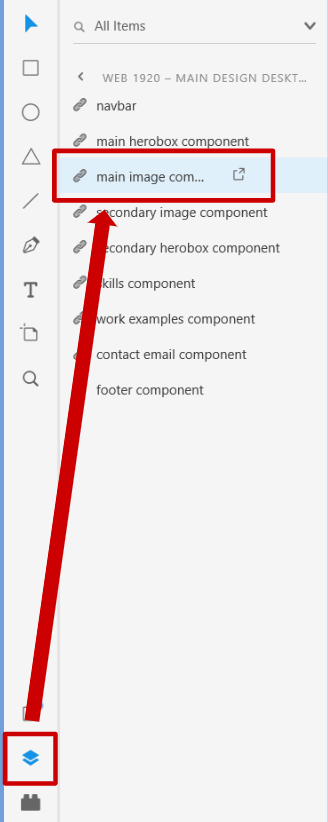 All Items
WEB 1920 – MAIN DESIGN DESKT...
navbar
main herobox component
main image com...
secondary image component
secondary herobox component
skills component
work examples component
contact email component
footer component
T